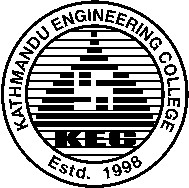 KATHMANDU ENGINEERING COLLEGE
KEC
Estd. 1998